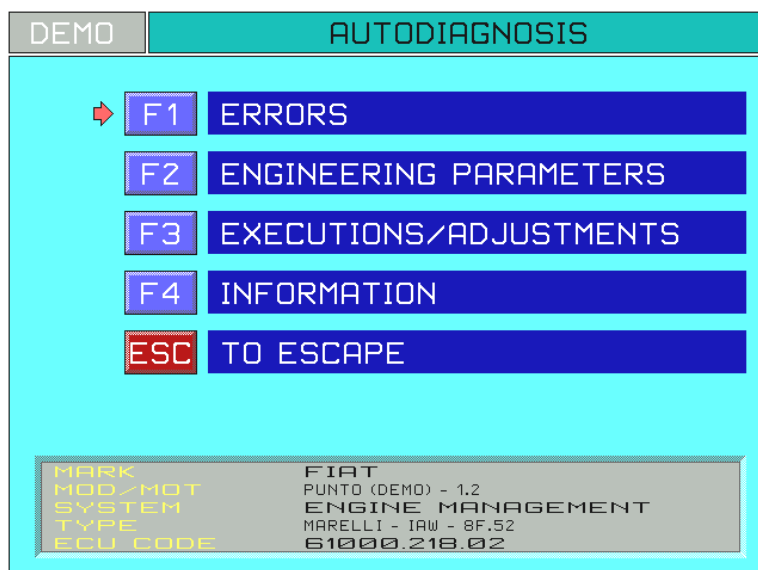 DEMO AUTODIAGNOSIS
F1 ERRORS
F2 ENGINEERING PARAMETERS
F3 EXECUTIONS/ADJUSTMENTS
F4 INFORMATION
ESC TO ESCAPE
MARK FIAT
MOD/MOT PUNTO (DEMO) - 1.2
SYSTEM ENGINE MANAGEMENT
TYPE MARELLI - IAW - 8F.52
ECU CODE 61000.218.02